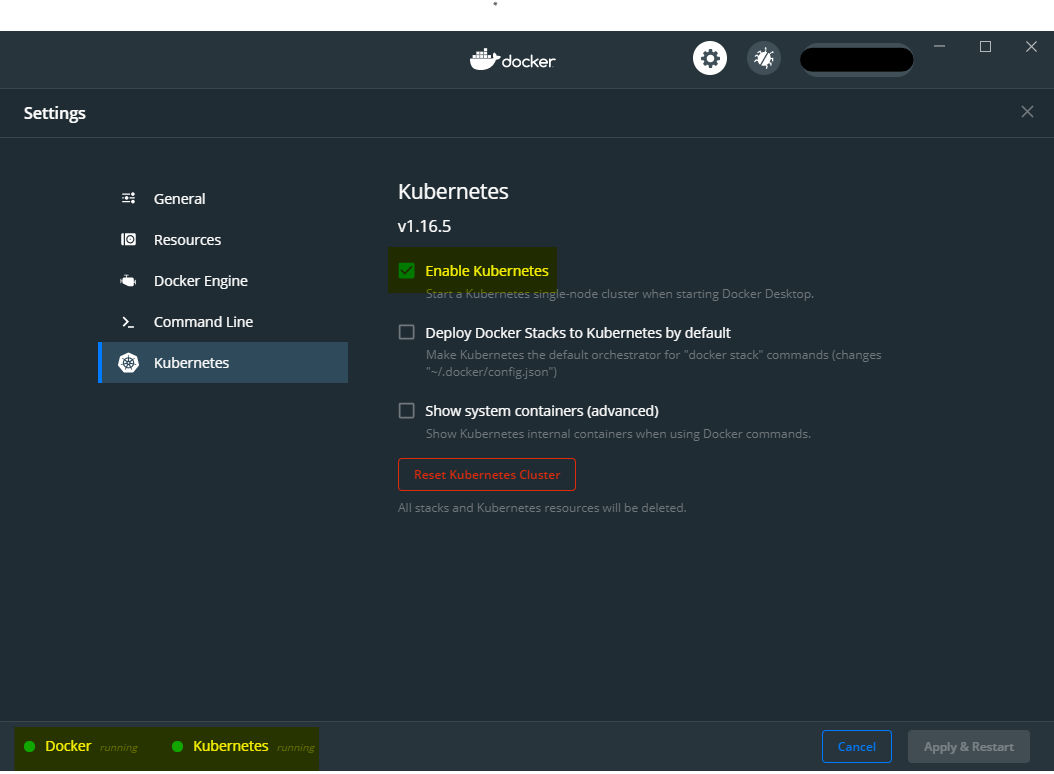 docker
Settings
General
Resources
Docker Engine
Command Line
Kubernetes
Kubernetes
v1.16.5
Enable Kubernetes
Start a Kubernetes single-node cluster when starting Docker Desktop.
Deploy Docker Stacks to Kubernetes by default
Make Kubernetes the default orchestrator for "docker stack" commands (changes
"~/.docker/config.json")
Show system containers (advanced)
Show Kubernetes internal containers when using Docker commands.
Reset Kubernetes Cluster
All stacks and Kubernetes resources will be deleted.
Docker running Kubernetes running
Cancel Apply & Restart